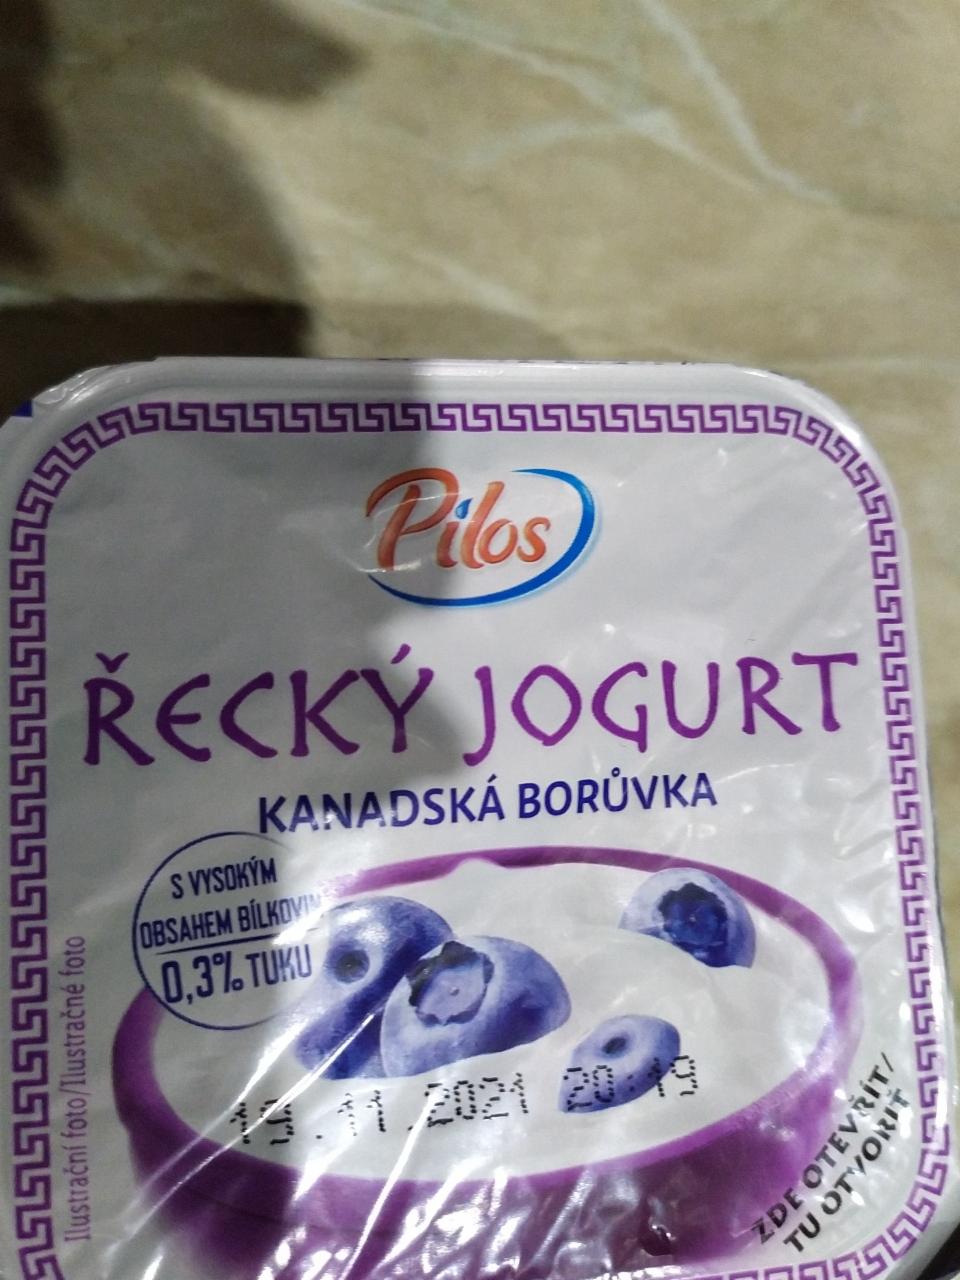 Pilos
ŘECKÝ JOGURT
KANADSKÁ BORŮVKA
S VYSOKÝM
OBSAHEM BÍLKOVIN
0,3% TUKU
19.11.2021 20:19
Ilustrační foto/Ilustračné foto
ZDE OTEVŘÍT/
TU OTVORIŤ